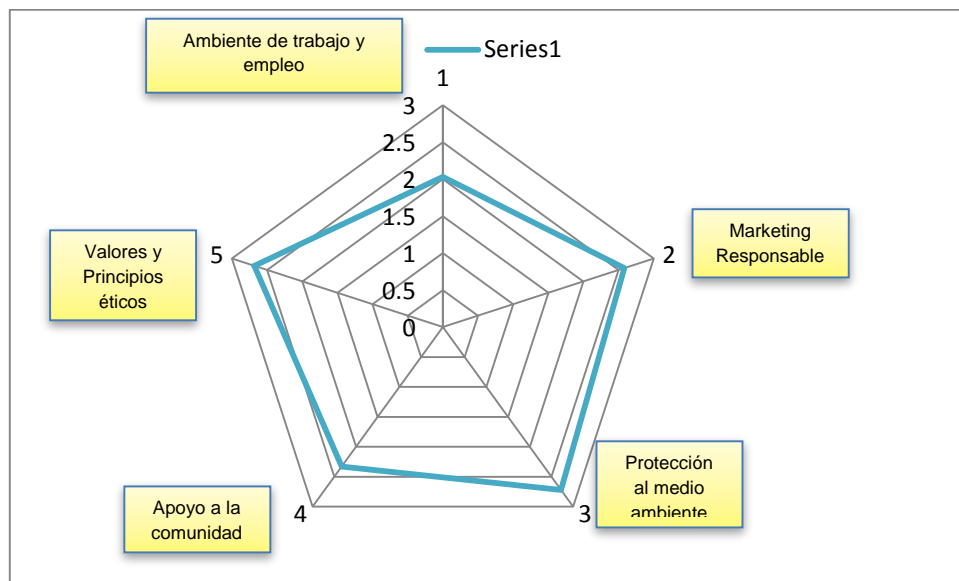 Ambiente de trabajo y
empleo
Series1
1
3
2.5
2
1.5
1
0.5
0
2
Marketing
Responsable
5
Valores y
Principios
éticos
Protección
al medio
ambiente
3
4
Apoyo a la
comunidad